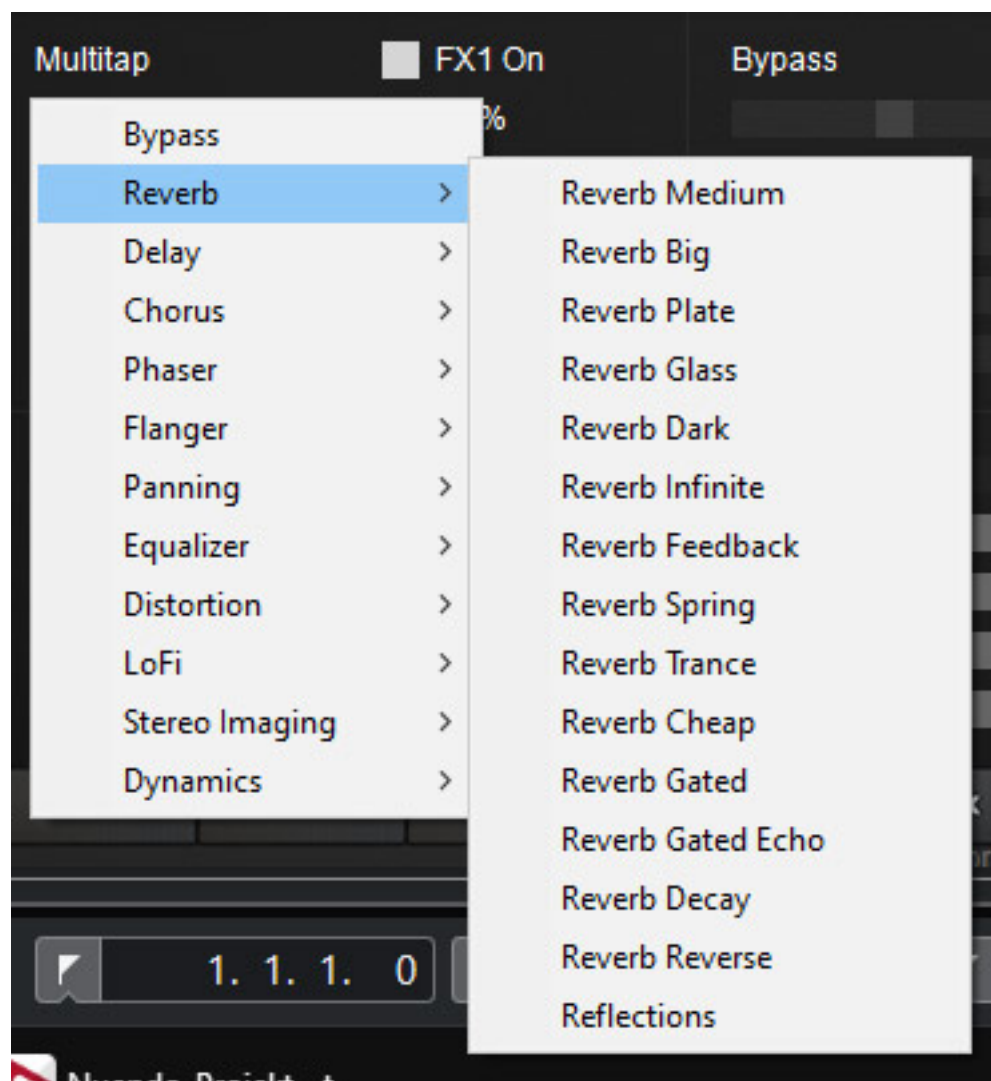 Multitap
FX1 On
Bypass
%
Bypass
Reverb
Delay
Chorus
Phaser
Flanger
Panning
Equalizer
Distortion
LoFi
Stereo Imaging
Dynamics
Reverb Medium
Reverb Big
Reverb Plate
Reverb Glass
Reverb Dark
Reverb Infinite
Reverb Feedback
Reverb Spring
Reverb Trance
Reverb Cheap
Reverb Gated
Reverb Gated Echo
Reverb Decay
Reverb Reverse
Reflections
1. 1. 1. 0